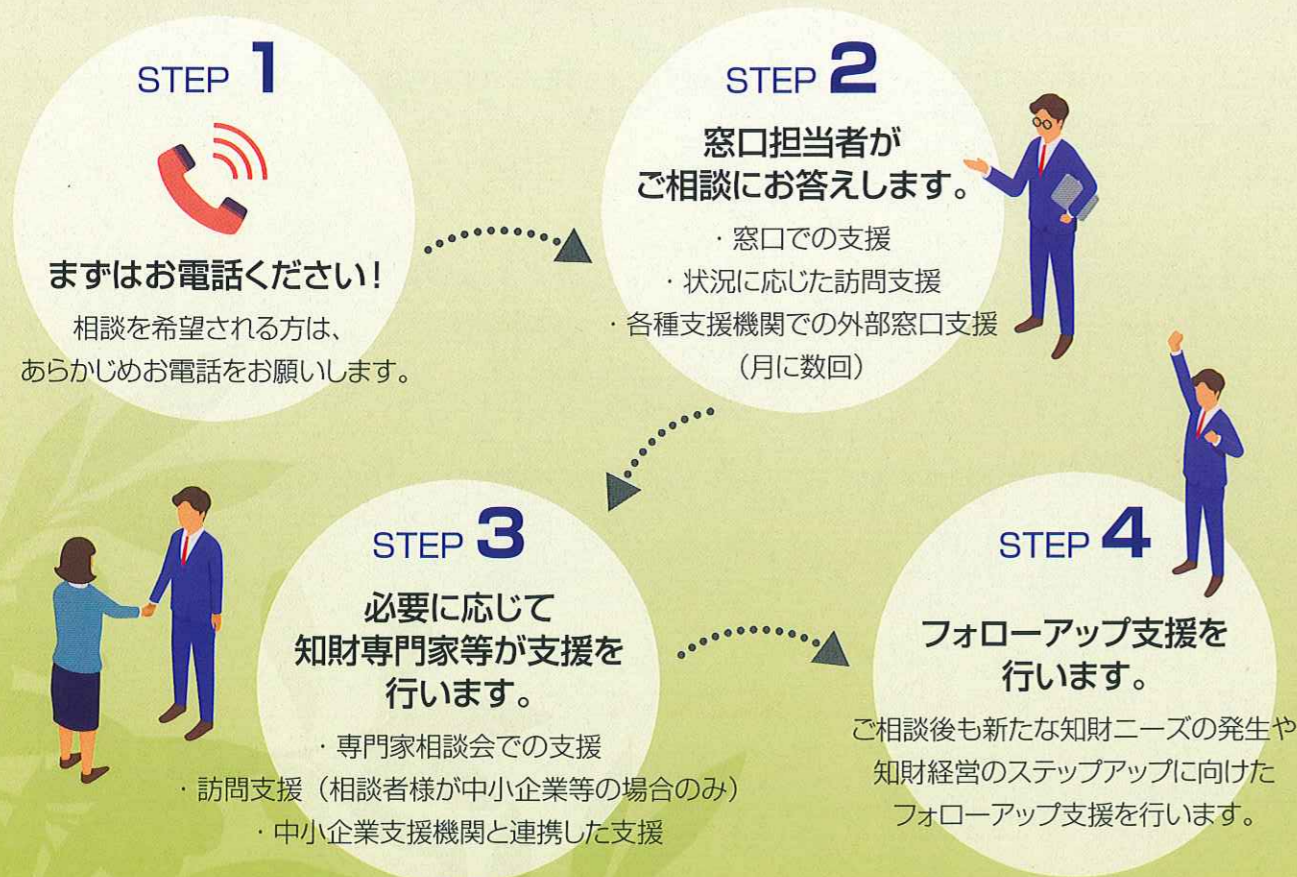 STEP 1
まずはお電話ください！
相談を希望される方は、
あらかじめお電話をお願いします。
STEP 2
窓口担当者が
ご相談にお答えします。
・窓口での支援
・状況に応じた訪問支援
・各種支援機関での外部窓口支援
（月に数回）
STEP 3
必要に応じて
知財専門家等が支援を
行います。
・専門家相談会での支援
・訪問支援（相談者様が中小企業等の場合のみ）
・中小企業支援機関と連携した支援
STEP 4
フォローアップ支援を
行います。
ご相談後も新たな知財ニーズの発生や
知財経営のステップアップに向けた
フォローアップ支援を行います。